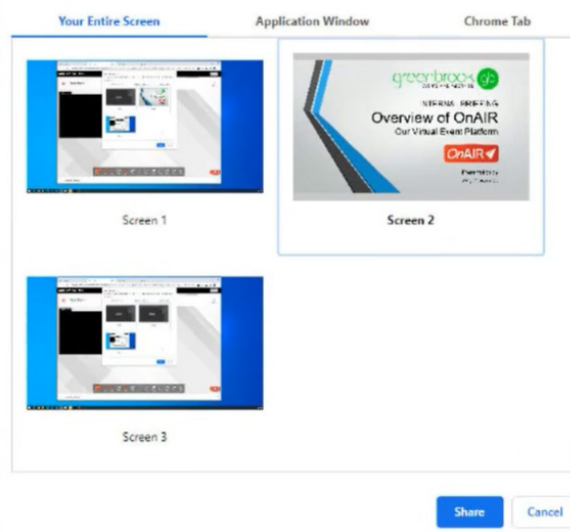 Your Entire Screen
Application Window
Chrome Tab
greenbrook gb
Overview of OnAIR
Our Virtual Event Platform
OnAIR
Screen 1
Screen 2
Screen 3
Share
Cancel